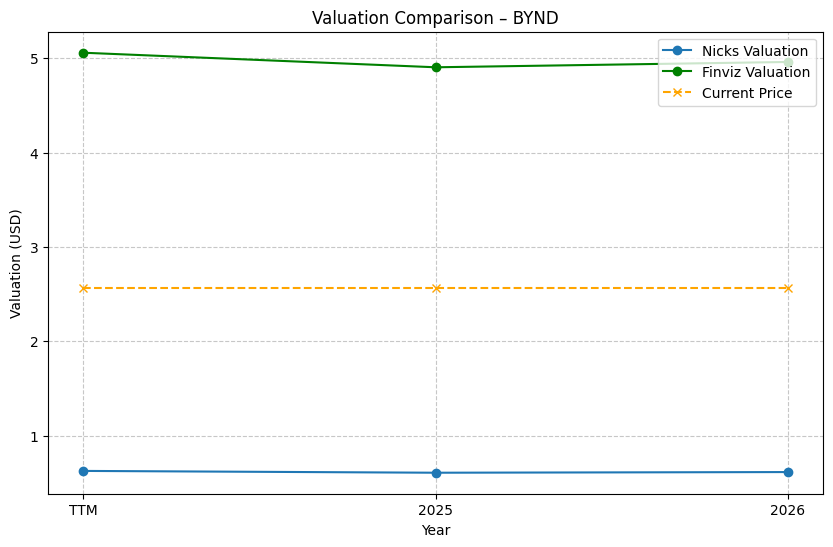 Valuation Comparison – BYND
Nicks Valuation
Finviz Valuation
Current Price
Valuation (USD)
5
4
3
2
1
TTM
2025
2026
Year